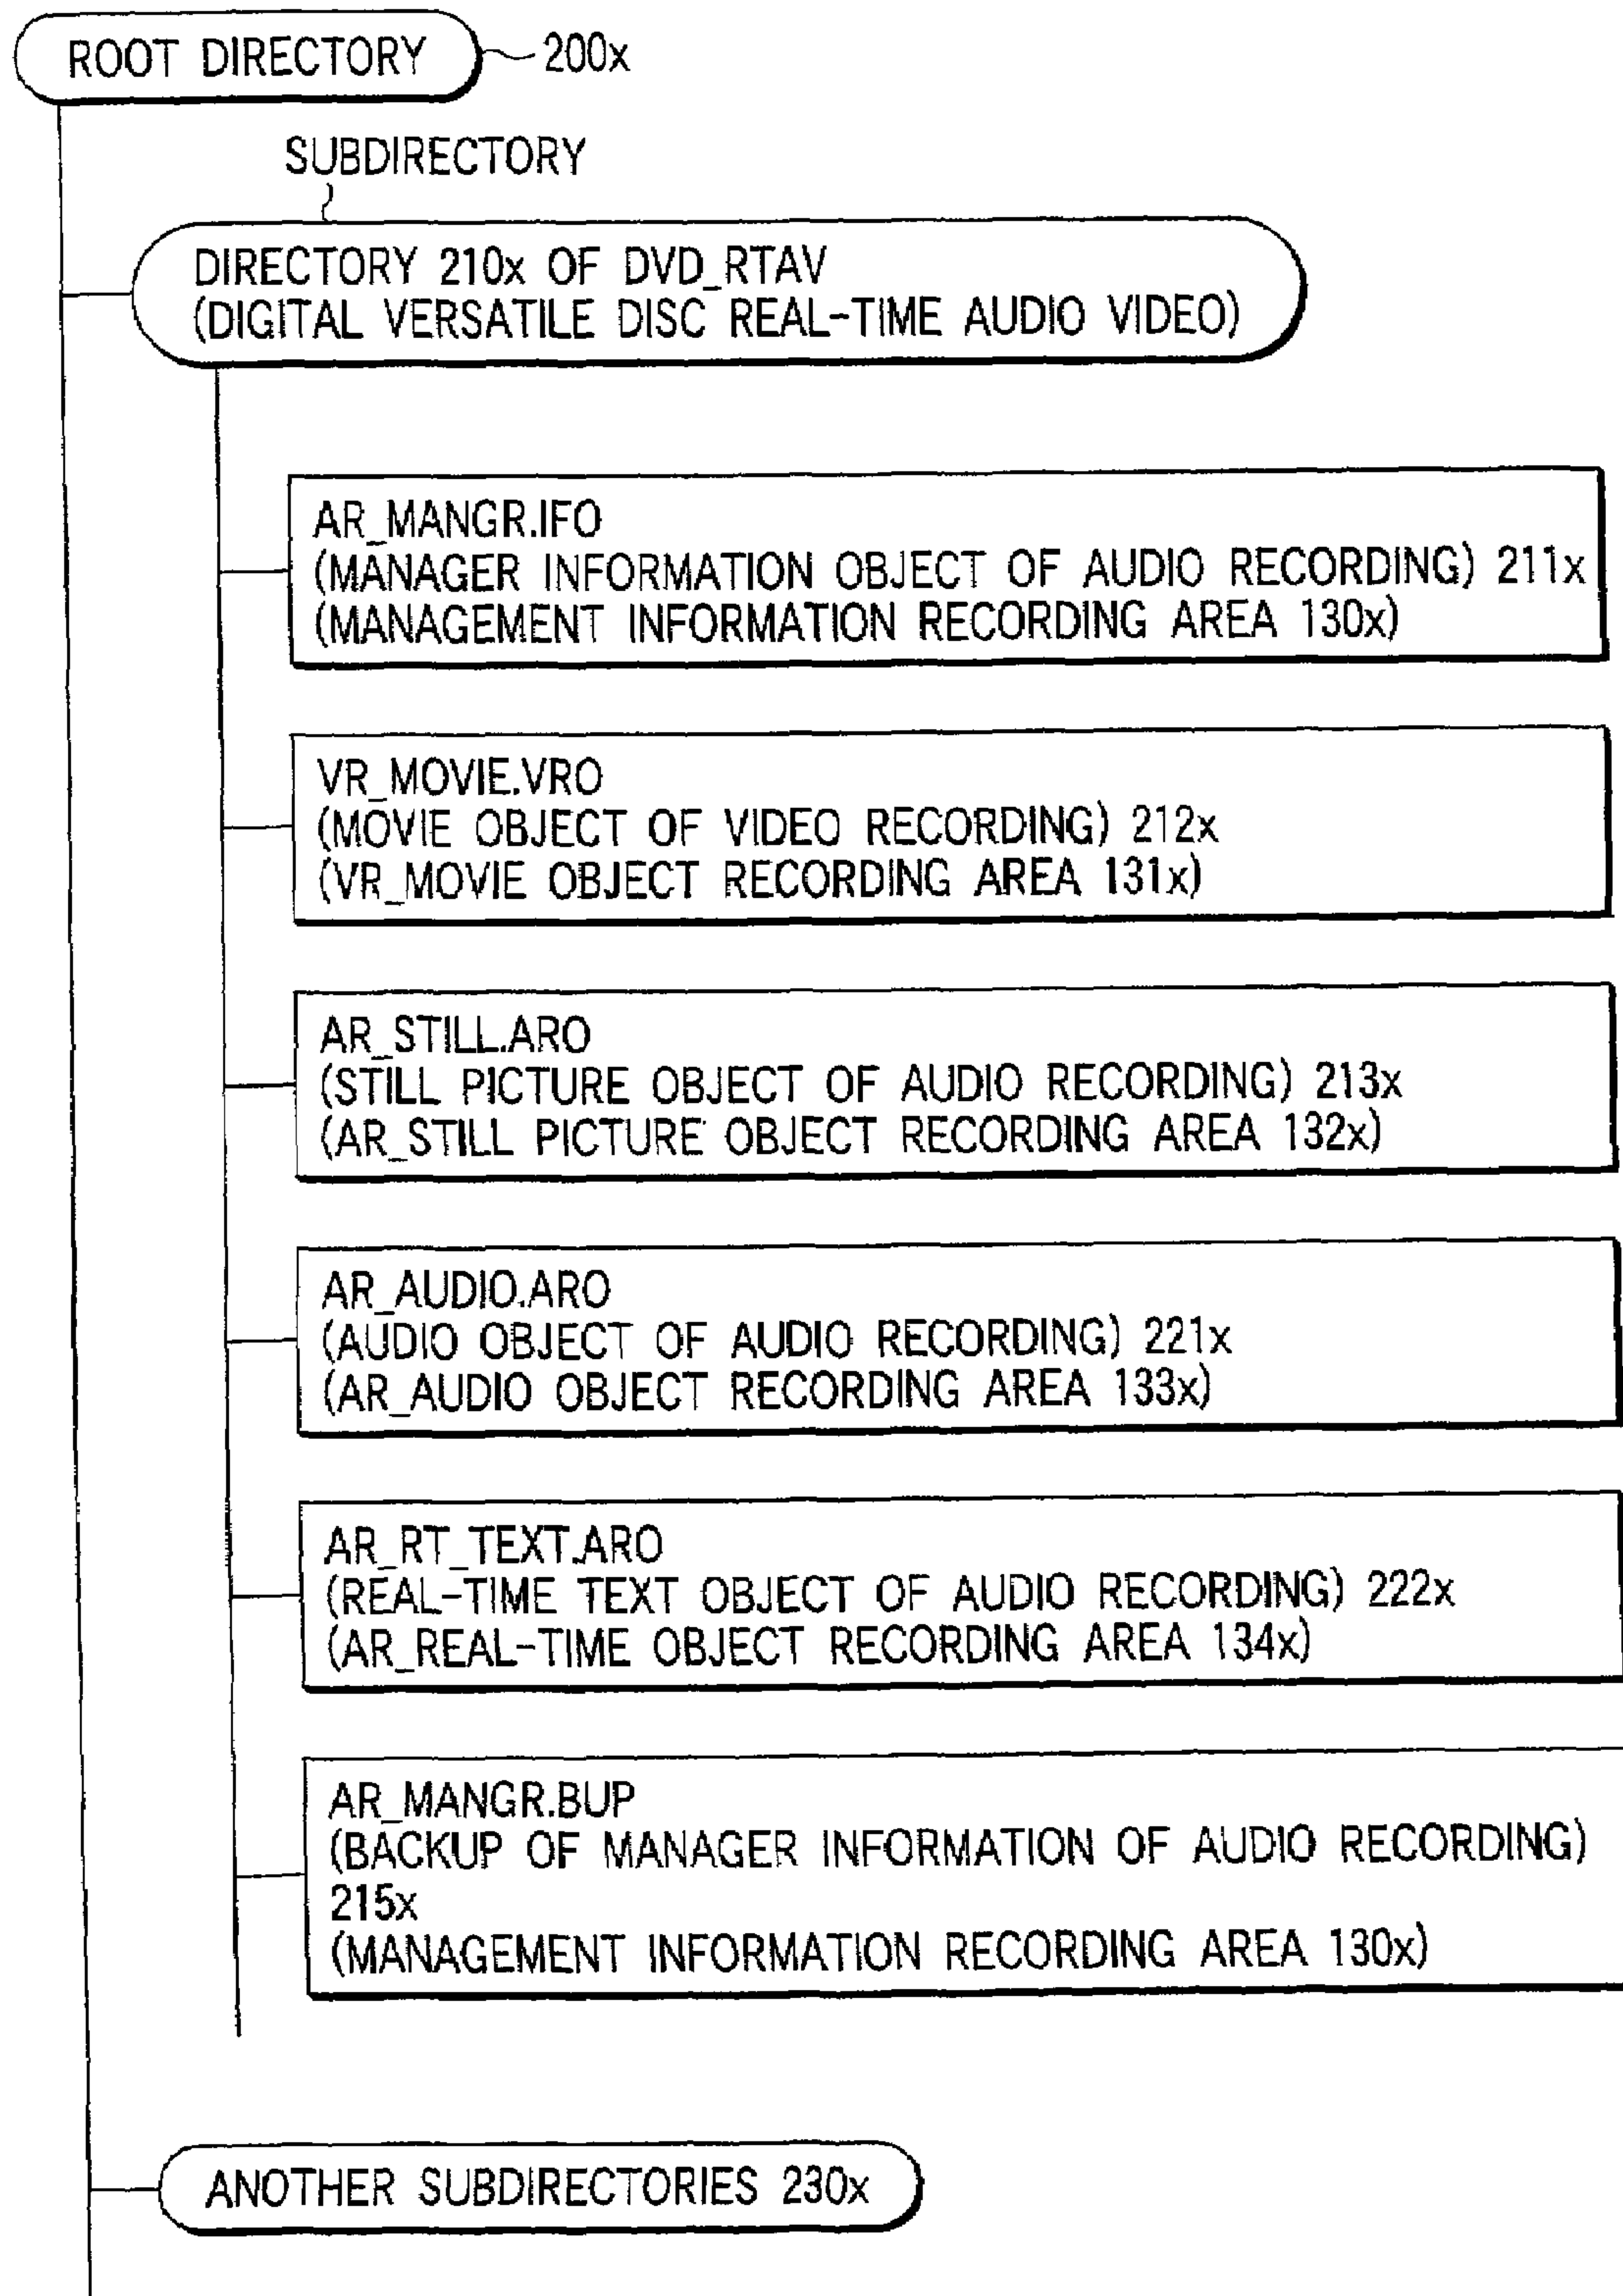 ROOT DIRECTORY 200x
SUBDIRECTORY
DIRECTORY 210x OF DVD_RTAV
(DIGITAL VERSATILE DISC REAL-TIME AUDIO VIDEO)
AR_MANGR.IFO
(MANAGER INFORMATION OBJECT OF AUDIO RECORDING) 211x
(MANAGEMENT INFORMATION RECORDING AREA 130x)
VR_MOVIE.VRO
(MOVIE OBJECT OF VIDEO RECORDING) 212x
(VR_MOVIE OBJECT RECORDING AREA 131x)
AR_STILL.ARO
(STILL PICTURE OBJECT OF AUDIO RECORDING) 213x
(AR_STILL PICTURE OBJECT RECORDING AREA 132x)
AR_AUDIO.ARO
(AUDIO OBJECT OF AUDIO RECORDING) 221x
(AR_AUDIO OBJECT RECORDING AREA 133x)
AR_RT_TEXT.ARO
(REAL-TIME TEXT OBJECT OF AUDIO RECORDING) 222x
(AR_REAL-TIME OBJECT RECORDING AREA 134x)
AR_MANGR.BUP
(BACKUP OF MANAGER INFORMATION OF AUDIO RECORDING)
215x
(MANAGEMENT INFORMATION RECORDING AREA 130x)
ANOTHER SUBDIRECTORIES 230x